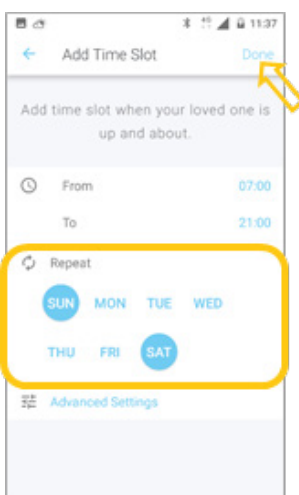 11:37
Add Time Slot Done
Add time slot when your loved one is
up and about.
From 07:00
To 21:00
Repeat
SUN MON TUE WED
THU FRI SAT
Advanced Settings